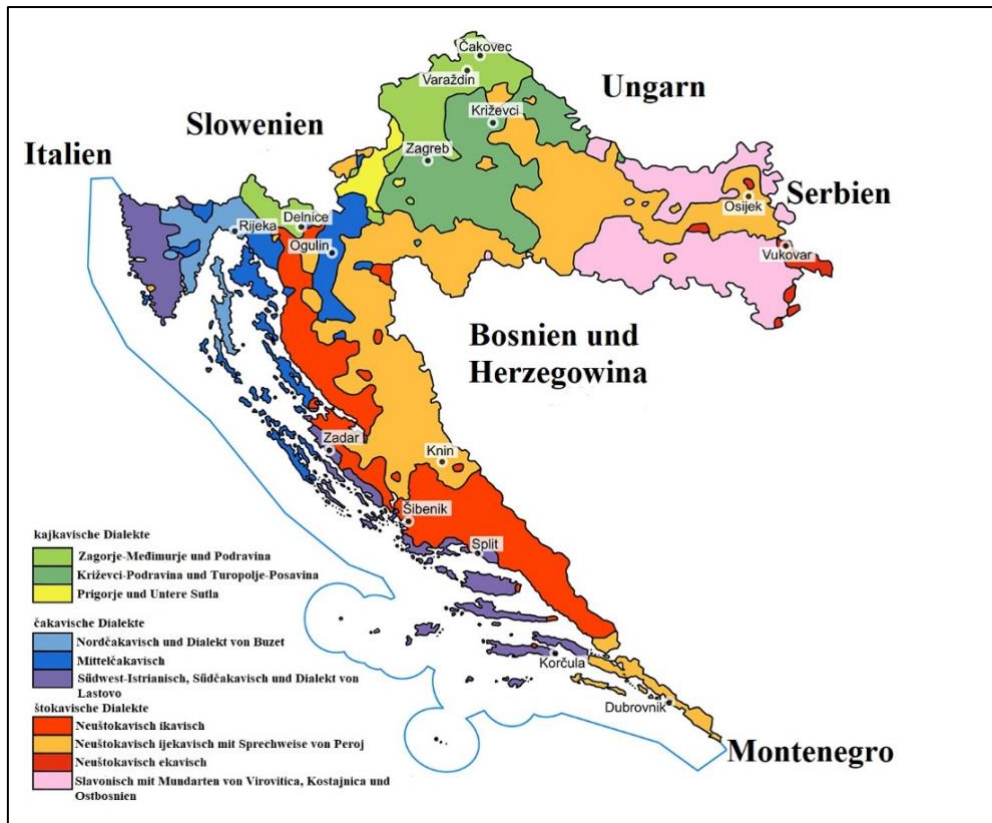 Čakovec
Varaždin
Ungarn
Križevci
Slowenien
Italien
Zagreb
Serbien
Osijek
Delnice
Rijeka
Ogulin
Vukovar
Bosnien und
Herzegowina
Zadar
Knin
Šibenik
Split
kajkavische Dialekte
Zagorje-Međimurje und Podravina
Križevci-Podravina und Turopolje-Posavina
Prigorje und Untere Sutla
čakavische Dialekte
Nordčakavisch und Dialekt von Buzet
Mittelčakavisch
Südwest-Istrianisch, Südčakavisch und Dialekt von
Lastovo
Korčula
štokavische Dialekte
Neuštokavisch ikavisch
Neuštokavisch ijekavisch mit Sprechweise von Peroj
Neuštokavisch ekavisch
Slavonisch mit Mundarten von Virovitica, Kostajnica und
Ostbosnien
Dubrovnik
Montenegro